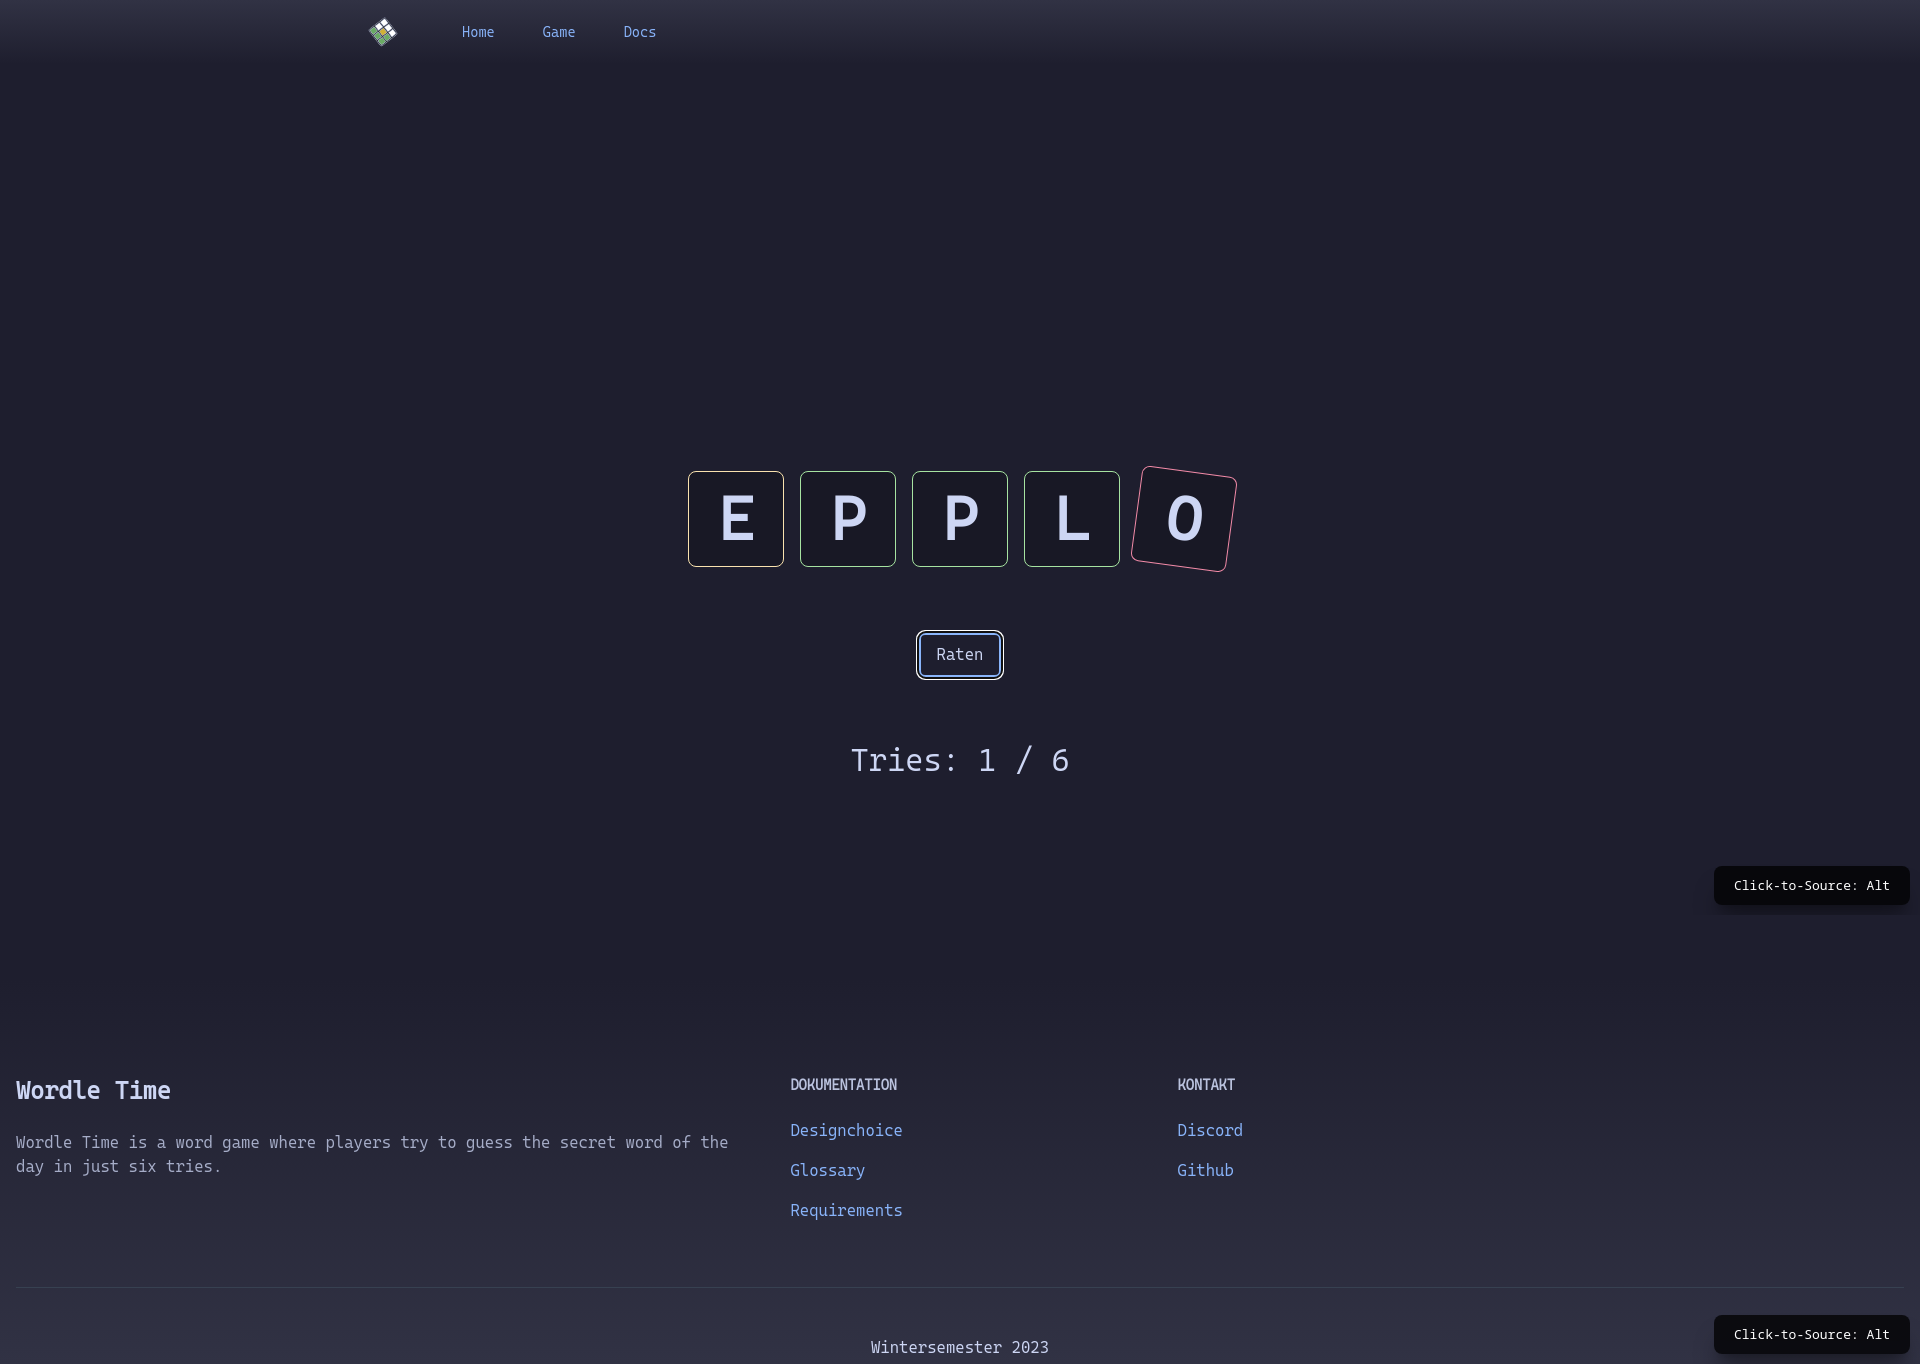 Home Game Docs
E P P L O
Raten
Tries: 1 / 6
Click-to-Source: Alt
Wordle Time
Wordle Time is a word game where players try to guess the secret word of the
day in just six tries.
DOKUMENTATION
Designchoice
Glossary
Requirements
KONTAKT
Discord
Github
Wintersemester 2023
Click-to-Source: Alt